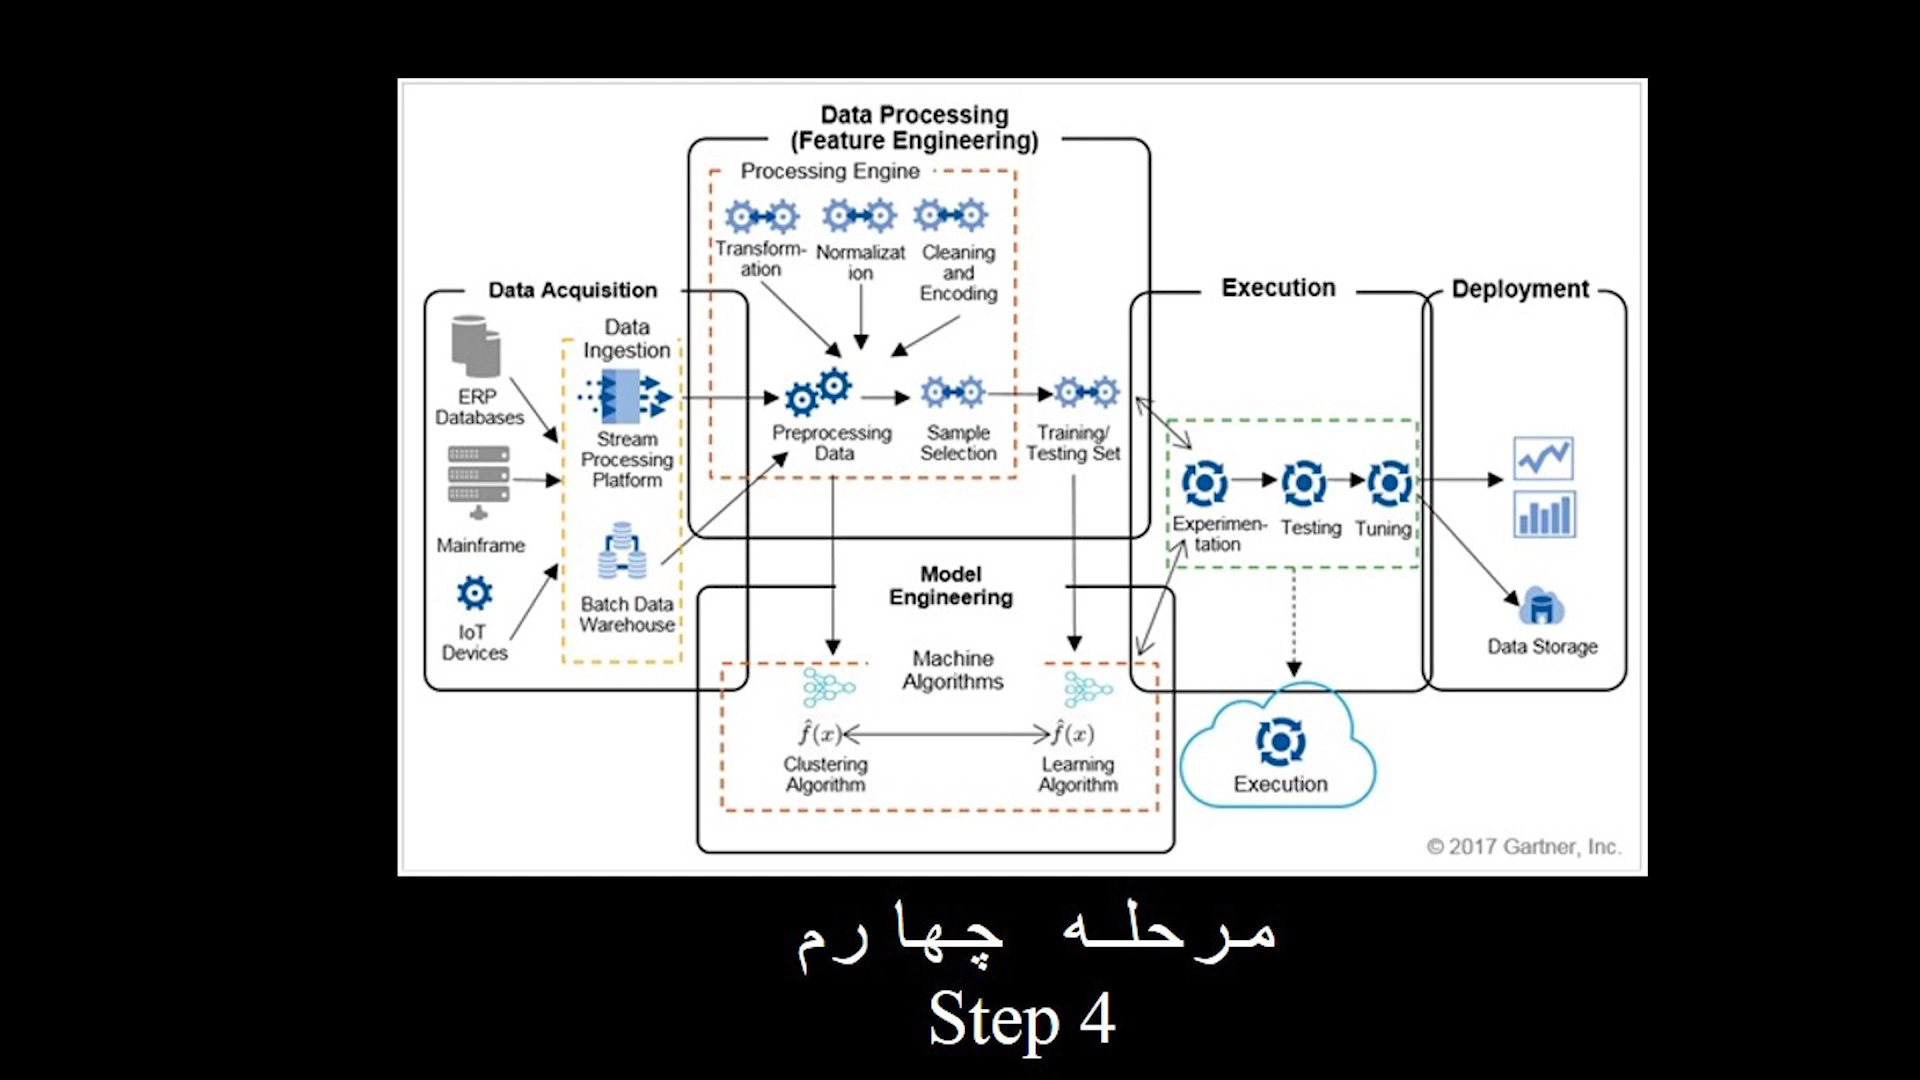 Data Processing
(Feature Engineering)
Processing Engine
Transform-
ation
Normalizat
ion
Cleaning
and
Encoding
Data Acquisition
Data
Ingestion
ERP
Databases
Stream
Processing
Platform
Mainframe
IoT
Devices
Batch Data
Warehouse
Preprocessing
Data
Sample
Selection
Training/
Testing Set
Execution
Experimen-
tation
Testing
Tuning
Deployment
Data Storage
Model
Engineering
Machine
Algorithms
f̂(x)
f̂(x)
Clustering
Algorithm
Learning
Algorithm
Execution
© 2017 Gartner, Inc.
مرحله چهارم
Step 4